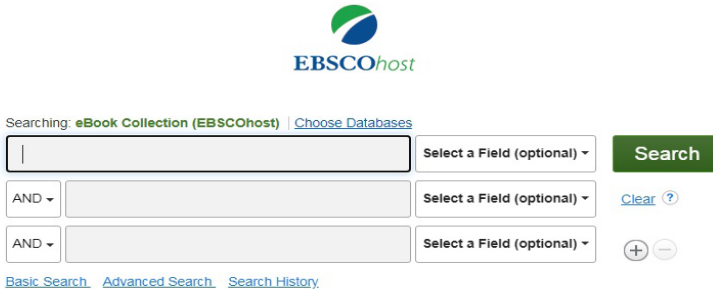 EBSCOhost
Searching: eBook Collection (EBSCOhost) | Choose Databases
Select a Field (optional) Search
AND Select a Field (optional) Clear ?
AND Select a Field (optional) + −
Basic Search Advanced Search Search History